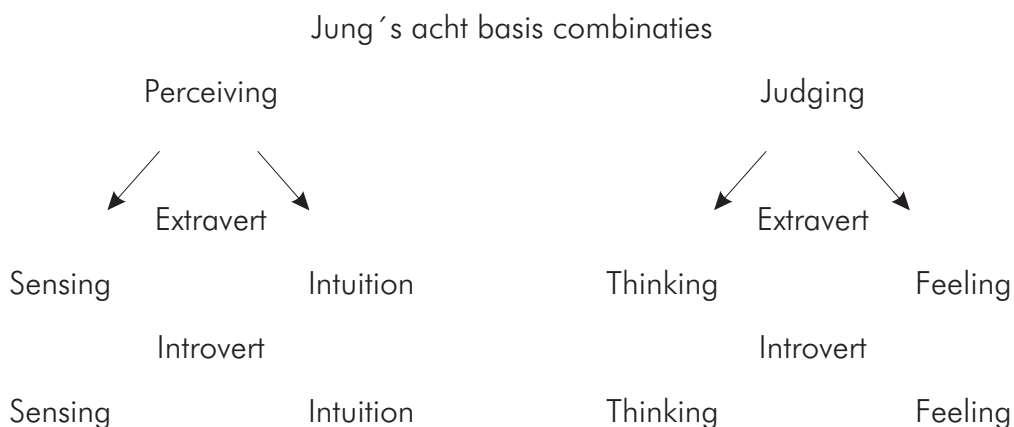 Jung´s acht basis combinaties
Perceiving Judging
Extravert Extravert
Sensing Intuition Thinking Feeling
Introvert Introvert
Sensing Intuition Thinking Feeling